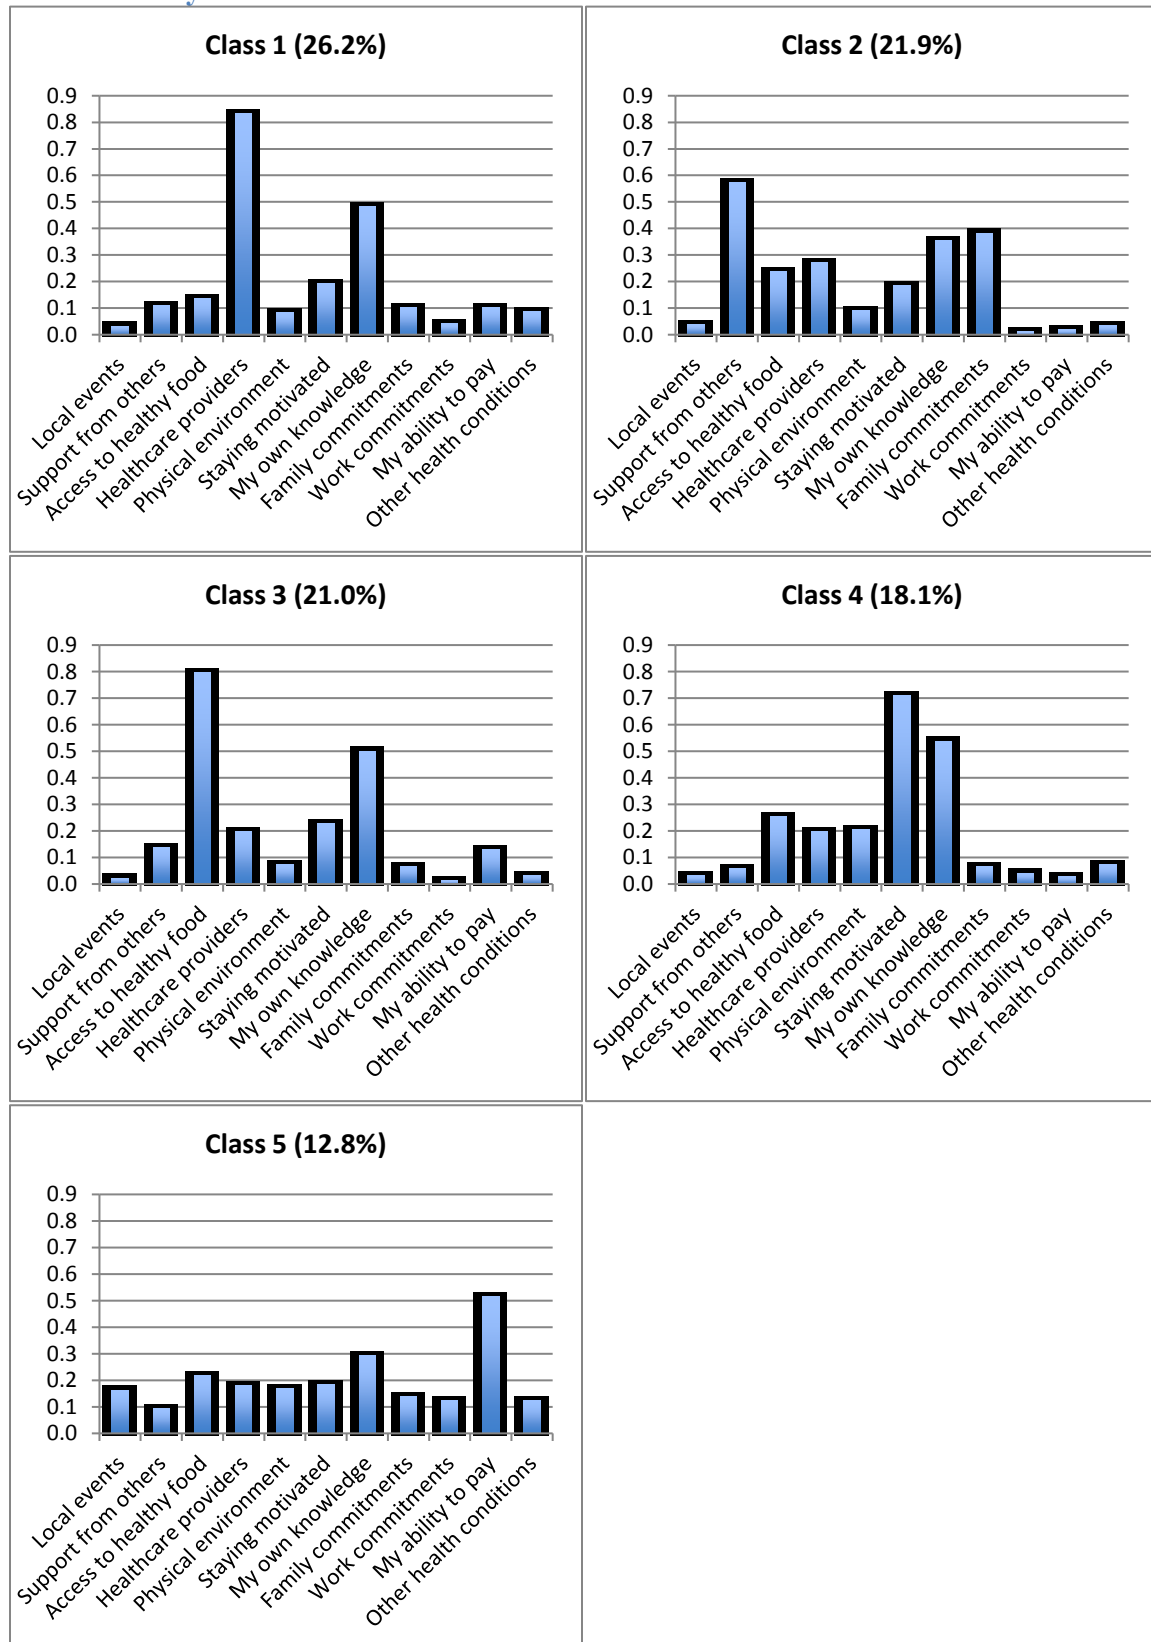 Class 1 (26.2%)
0.9
0.8
0.7
0.6
0.5
0.4
0.3
0.2
0.1
0.0
Local events
Support from others
Access to healthy food
Healthcare providers
Physical environment
Staying motivated
My own knowledge
Family commitments
Work commitments
My ability to pay
Other health conditions
Class 2 (21.9%)
0.9
0.8
0.7
0.6
0.5
0.4
0.3
0.2
0.1
0.0
Local events
Support from others
Access to healthy food
Healthcare providers
Physical environment
Staying motivated
My own knowledge
Family commitments
Work commitments
My ability to pay
Other health conditions
Class 3 (21.0%)
0.9
0.8
0.7
0.6
0.5
0.4
0.3
0.2
0.1
0.0
Local events
Support from others
Access to healthy food
Healthcare providers
Physical environment
Staying motivated
My own knowledge
Family commitments
Work commitments
My ability to pay
Other health conditions
Class 4 (18.1%)
0.9
0.8
0.7
0.6
0.5
0.4
0.3
0.2
0.1
0.0
Local events
Support from others
Access to healthy food
Healthcare providers
Physical environment
Staying motivated
My own knowledge
Family commitments
Work commitments
My ability to pay
Other health conditions
Class 5 (12.8%)
0.9
0.8
0.7
0.6
0.5
0.4
0.3
0.2
0.1
0.0
Local events
Support from others
Access to healthy food
Healthcare providers
Physical environment
Staying motivated
My own knowledge
Family commitments
Work commitments
My ability to pay
Other health conditions